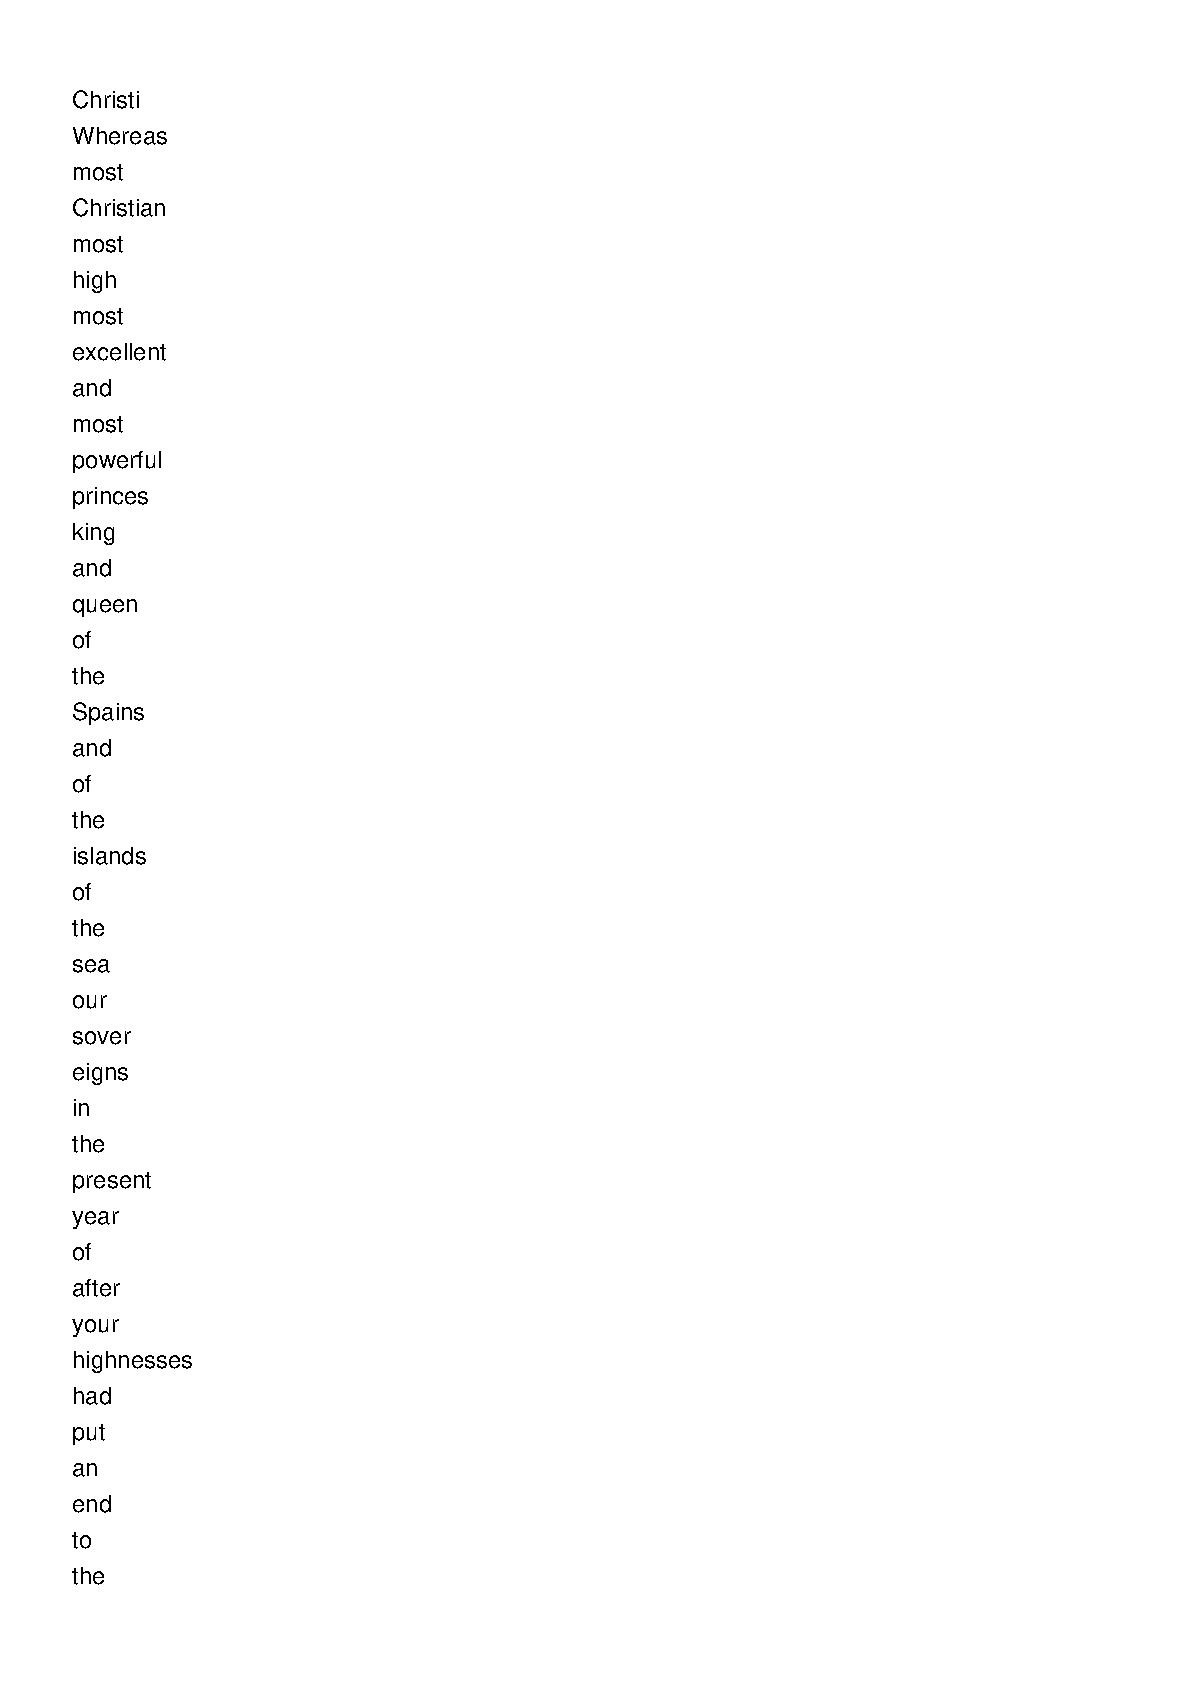 Christi
Whereas
most
Christian
most
high
most
excellent
and
most
powerful
princes
king
and
queen
of
the
Spains
and
of
the
islands
of
the
sea
our
sover
eigns
in
the
present
year
of
after
your
highnesses
had
put
an
end
to
the